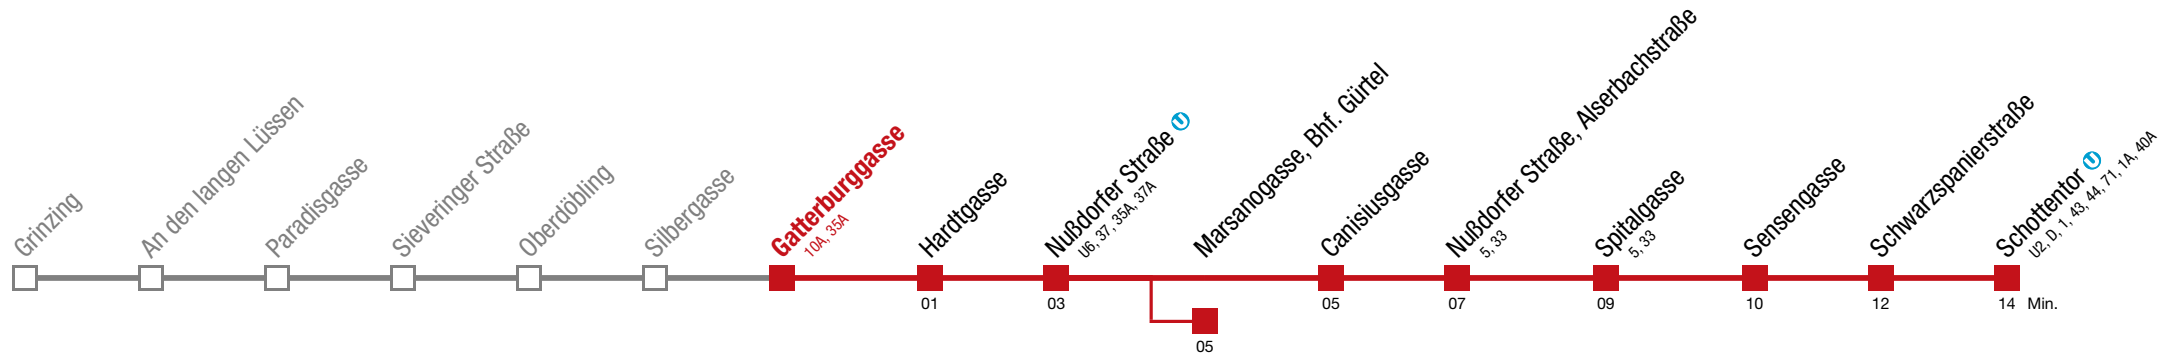 Grinzing
An den langen Lüssen
Paradisgasse
Sieveringer Straße
Oberdöbling
Silbergasse
Gatterburggasse
10A, 35A
Hardtgasse
01
Nußdorfer Straße U
U6, 37, 35A, 37A
03
Marsanogasse, Bhf. Gürtel
05
Canisiusgasse
05
Nußdorfer Straße, Alserbachstraße
5, 33
07
Spitalgasse
5, 33
09
Sensengasse
10
Schwarzspanierstraße
12
Schottentor U
U2, D, 1, 43, 44, 71, 1A, 40A
14 Min.